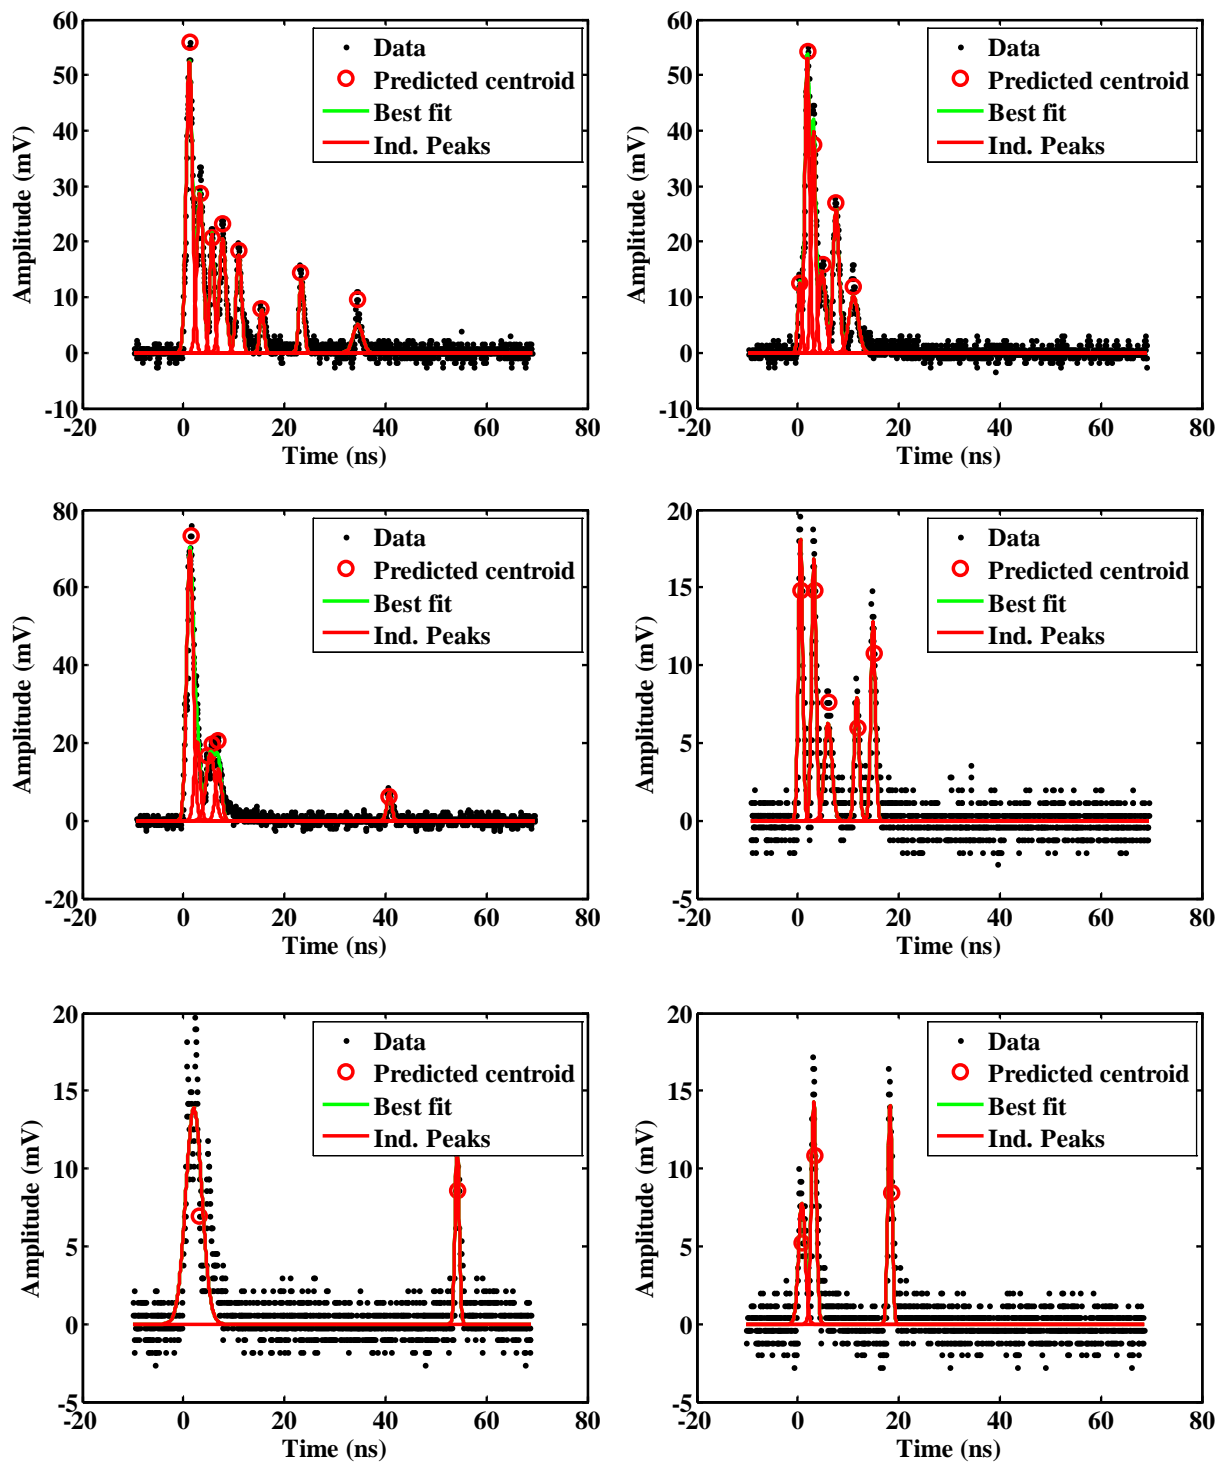 60
50
40
30
20
10
0
-10
-20 0 20 40 60 80
Amplitude (mV)
Time (ns)
Data
Predicted centroid
Best fit
Ind. Peaks
60
50
40
30
20
10
0
-10
-20 0 20 40 60 80
Amplitude (mV)
Time (ns)
Data
Predicted centroid
Best fit
Ind. Peaks
80
60
40
20
0
-20
-20 0 20 40 60 80
Amplitude (mV)
Time (ns)
Data
Predicted centroid
Best fit
Ind. Peaks
20
15
10
5
0
-5
-20 0 20 40 60 80
Amplitude (mV)
Time (ns)
Data
Predicted centroid
Best fit
Ind. Peaks
20
15
10
5
0
-5
-20 0 20 40 60 80
Amplitude (mV)
Time (ns)
Data
Predicted centroid
Best fit
Ind. Peaks
20
15
10
5
0
-5
-20 0 20 40 60 80
Amplitude (mV)
Time (ns)
Data
Predicted centroid
Best fit
Ind. Peaks